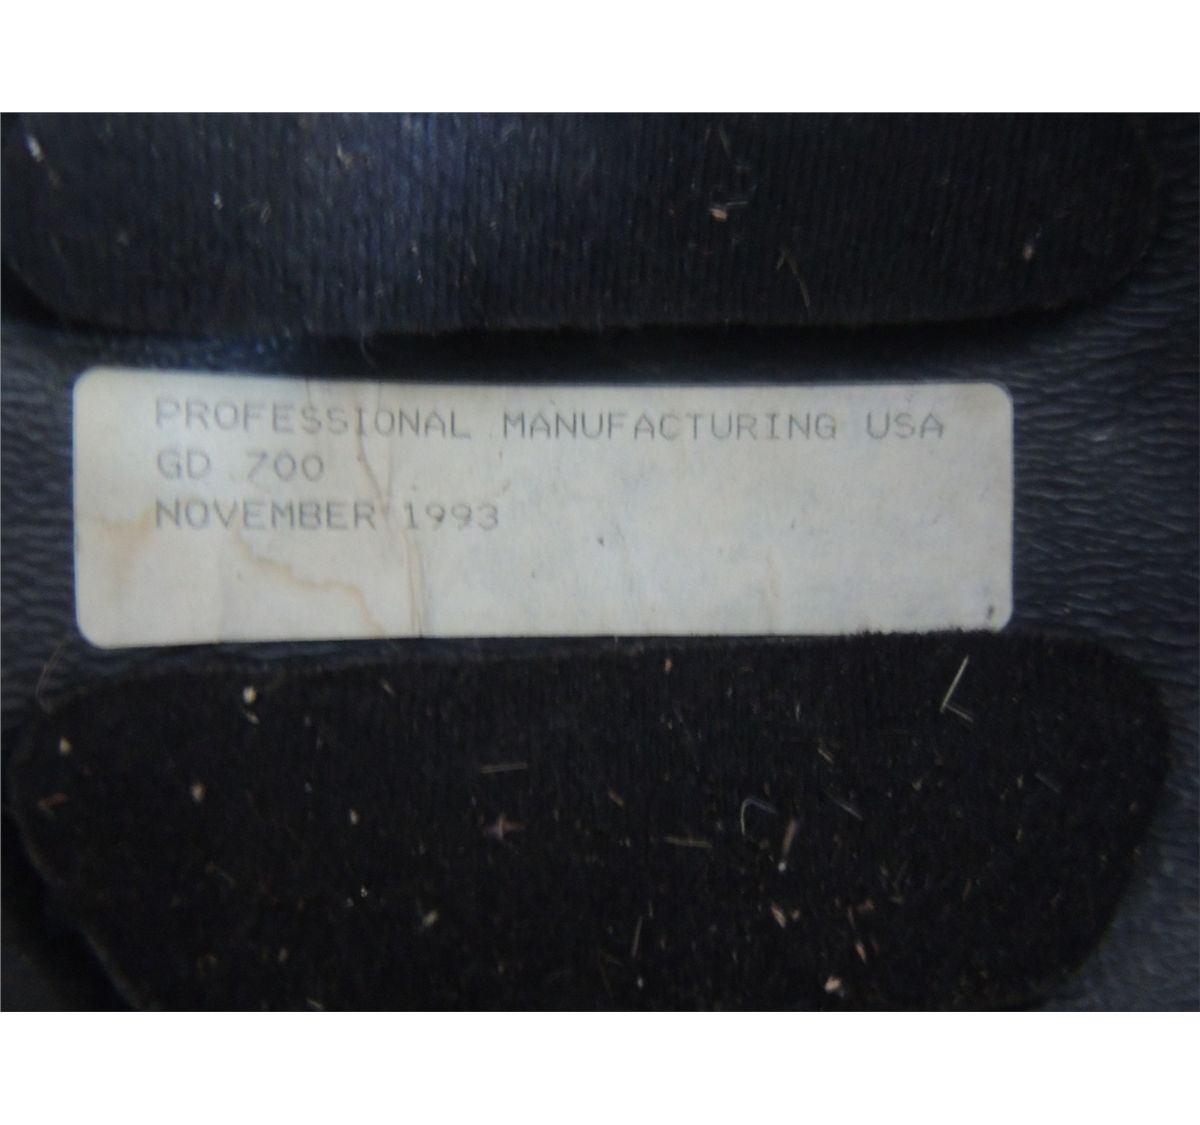 PROFESSIONAL MANUFACTURING USA
GD 700
NOVEMBER 1993